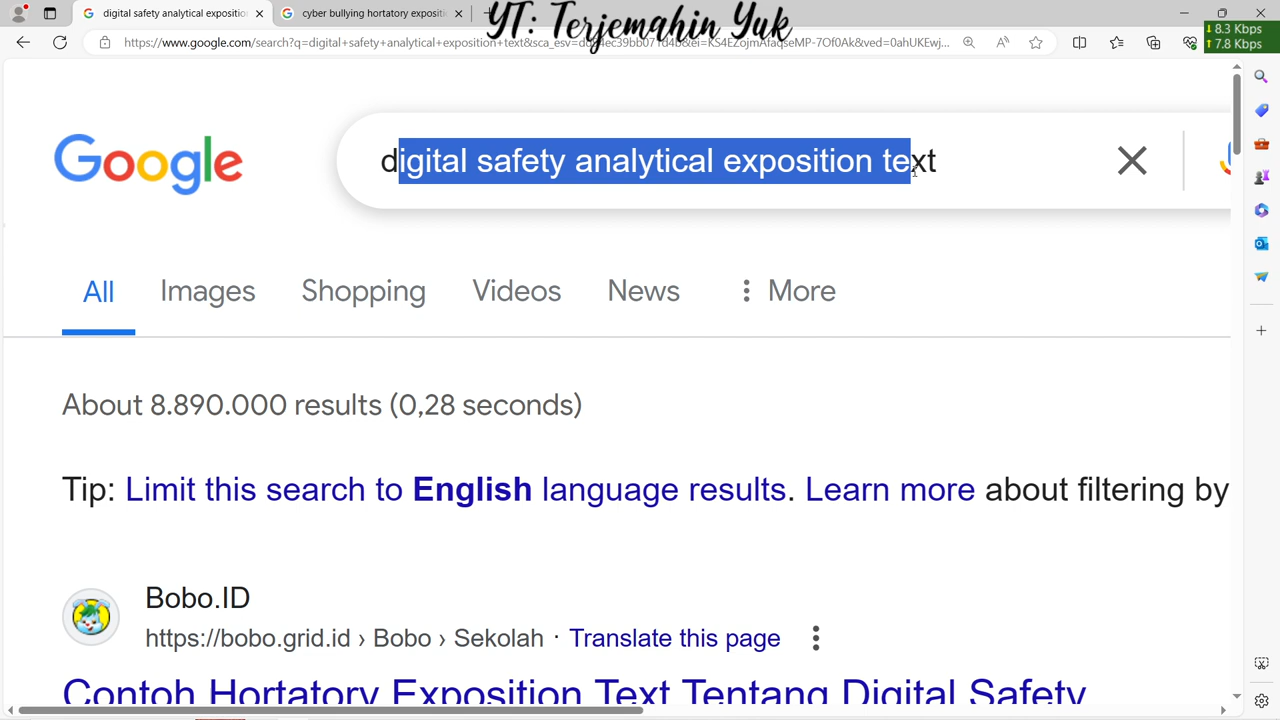 digital safety analytical expositio
cyber bullying hortatory expositi
YT: Terjemahin Yuk
8.3 Kbps
7.8 Kbps
Google
digital safety analytical exposition text
All Images Shopping Videos News More
About 8.890.000 results (0,28 seconds)
Tip: Limit this search to English language results. Learn more about filtering by
Bobo.ID
https://bobo.grid.id › Bobo › Sekolah · Translate this page
Contoh Hortatory Exposition Text Tentang Digital Safety